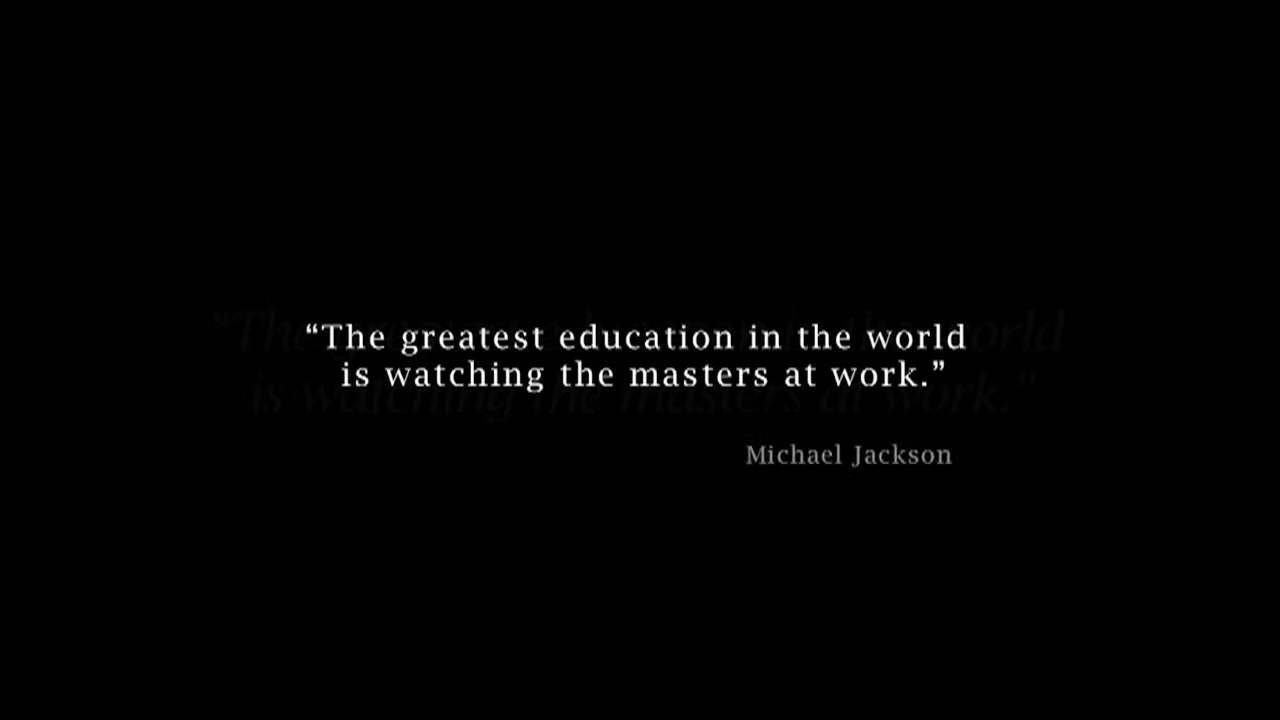 “The greatest education in the world
is watching the masters at work.”
Michael Jackson